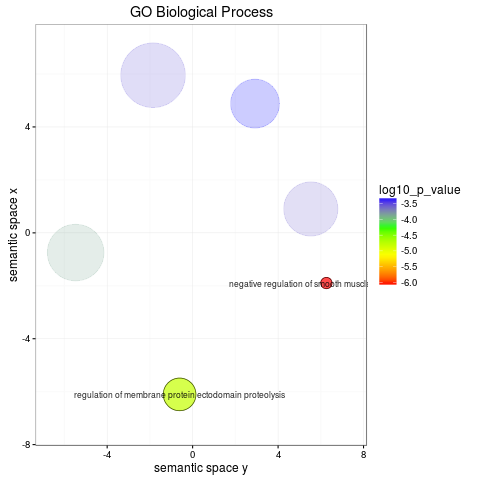 GO Biological Process
semantic space x
4
0
-4
-8
negative regulation of smooth muscl
regulation of membrane protein ectodomain proteolysis
-4
0
4
8
semantic space y
log10_p_value
-3.5
-4.0
-4.5
-5.0
-5.5
-6.0